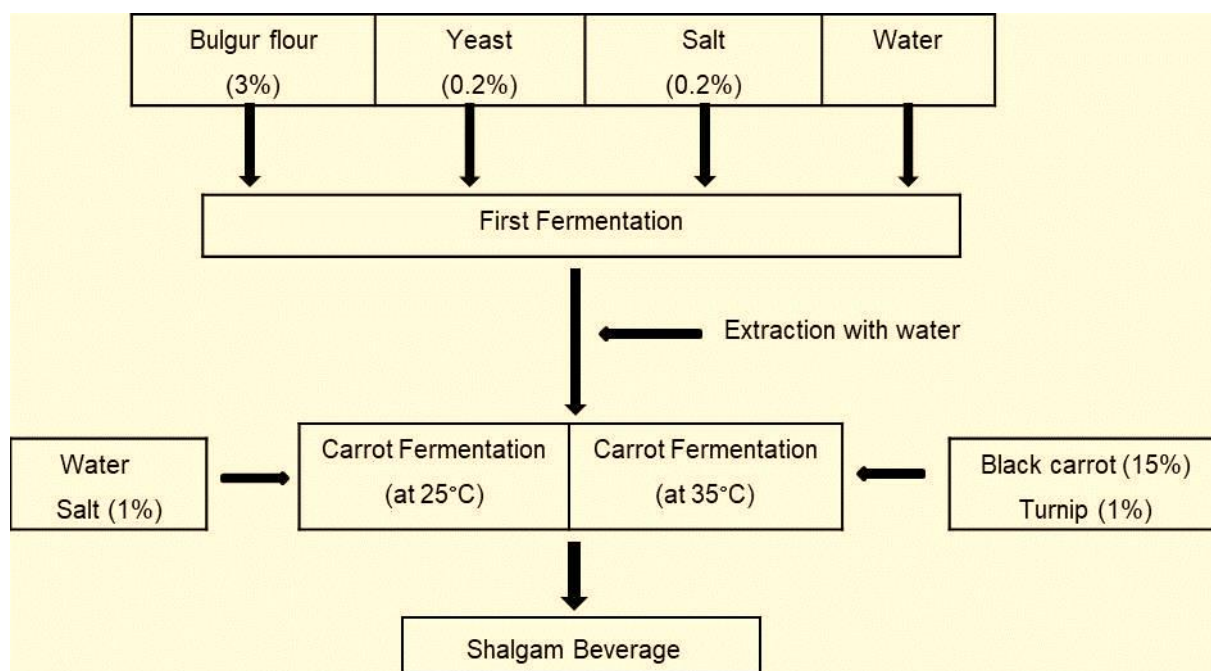 Bulgur flour
(3%)
Yeast
(0.2%)
Salt
(0.2%)
Water
First Fermentation
Extraction with water
Water
Salt (1%)
Carrot Fermentation
(at 25°C)
Carrot Fermentation
(at 35°C)
Black carrot (15%)
Turnip (1%)
Shalgam Beverage